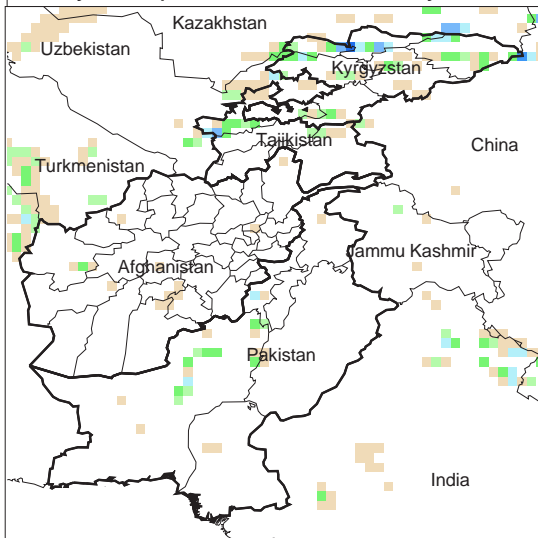 Kazakhstan
Uzbekistan
Kyrgyzstan
Tajikistan
China
Turkmenistan
Jammu Kashmir
Afghanistan
Pakistan
India